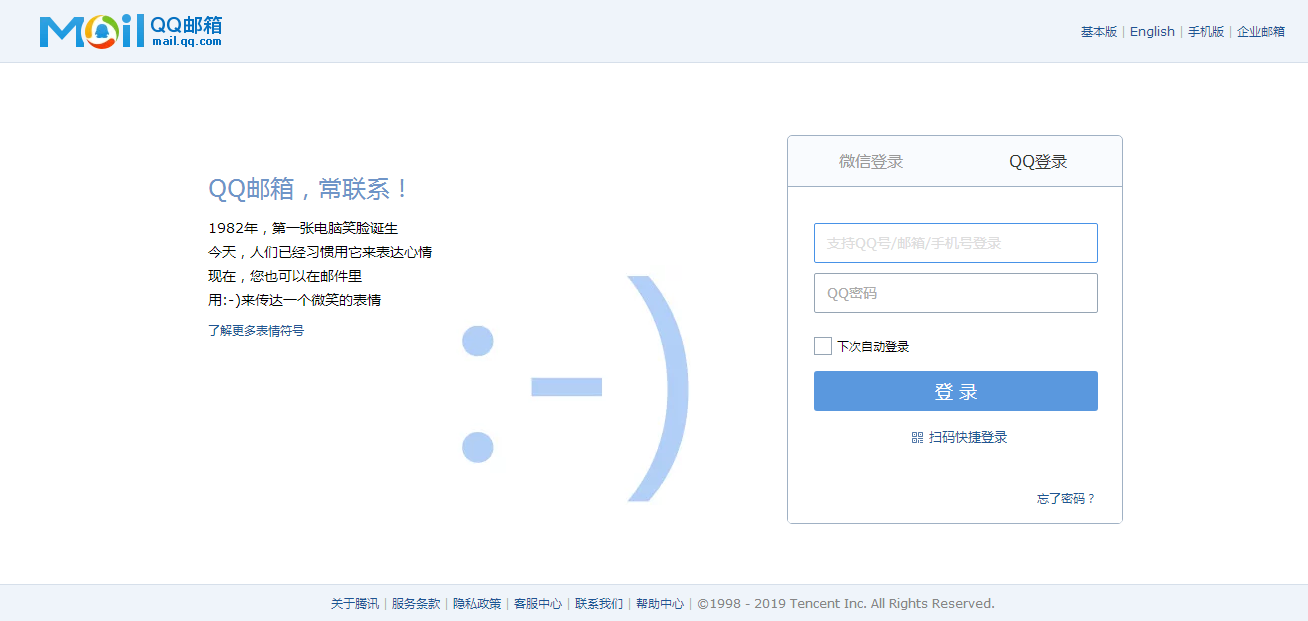 Mail QQ邮箱
mail.qq.com
基本版 | English | 手机版 | 企业邮箱
QQ邮箱，常联系！
1982年，第一张电脑笑脸诞生
今天，人们已经习惯用它来表达心情
现在，您也可以在邮件里
用:-)来传达一个微笑的表情
了解更多表情符号
:-)
微信登录 QQ登录
支持QQ号/邮箱/手机号登录
QQ密码
下次自动登录
登 录
扫码快捷登录
忘了密码？
关于腾讯 | 服务条款 | 隐私政策 | 客服中心 | 联系我们 | 帮助中心 | ©1998 - 2019 Tencent Inc. All Rights Reserved.